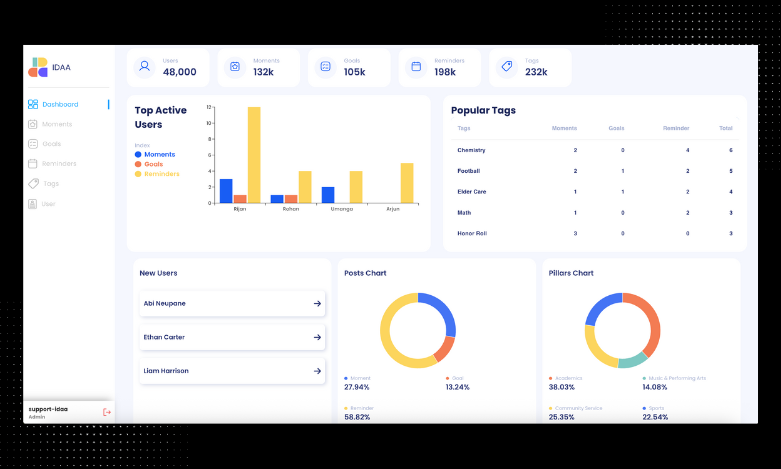 IDAA
Dashboard
Moments
Goals
Reminders
Tags
User
support-idaa
Admin
Users
48,000
Moments
132k
Goals
105k
Reminders
198k
Tags
232k
Top Active
Users
Index
Moments
Goals
Reminders
12
10
8
6
4
2
0
Rijan Rohan Umanga Arjun
Popular Tags
Tags Moments Goals Reminder Total
Chemistry 2 0 4 6
Football 2 1 2 5
Elder Care 1 1 2 4
Math 1 0 2 3
Honor Roll 3 0 0 3
New Users
Abi Neupane
Ethan Carter
Liam Harrison
Posts Chart
Moment
27.94%
Goal
13.24%
Reminder
58.82%
Pillars Chart
Academics
38.03%
Music & Performing Arts
14.08%
Community Service
25.35%
Sports
22.54%